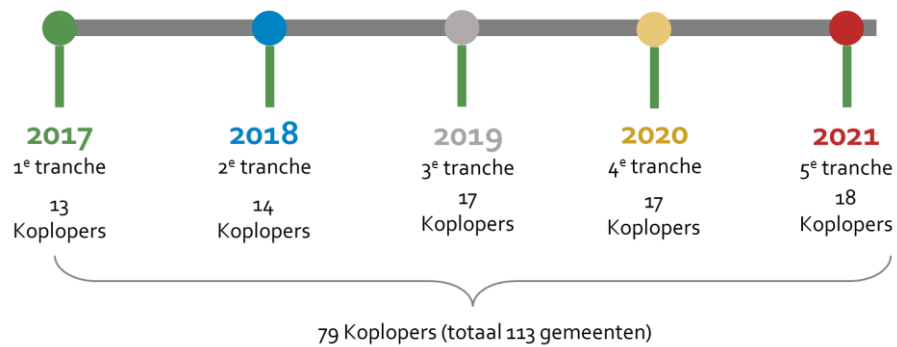 2017
1e tranche
13
Koplopers
2018
2e tranche
14
Koplopers
2019
3e tranche
17
Koplopers
2020
4e tranche
17
Koplopers
2021
5e tranche
18
Koplopers
79 Koplopers (totaal 113 gemeenten)